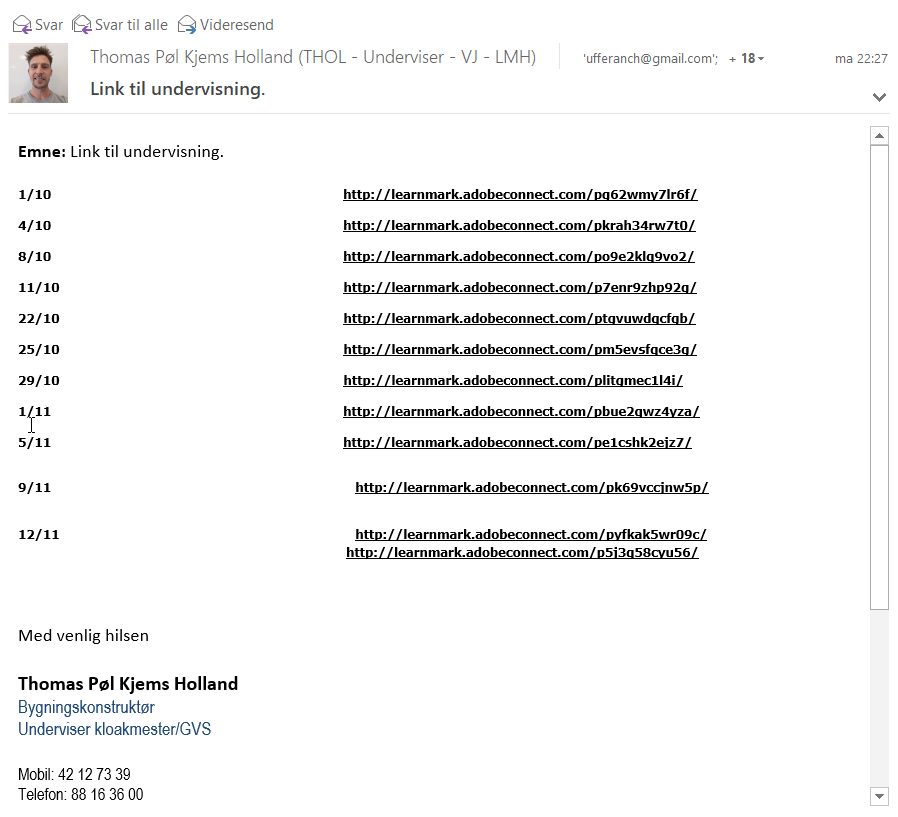 Svar Svar til alle Videresend
Thomas Pøl Kjems Holland (THOL - Underviser - VJ - LMH) 'ufferanch@gmail.com'; + 18 ma 22:27
Link til undervisning.
Emne: Link til undervisning.
1/10 http://learnmark.adobeconnect.com/pg62wmy7lr6f/
4/10 http://learnmark.adobeconnect.com/pkrah34rw7t0/
8/10 http://learnmark.adobeconnect.com/po9e2klg9vo2/
11/10 http://learnmark.adobeconnect.com/p7enr9zhp92g/
22/10 http://learnmark.adobeconnect.com/ptgvuwdgcfgb/
25/10 http://learnmark.adobeconnect.com/pm5evsfgce3g/
29/10 http://learnmark.adobeconnect.com/plitgmec1l4i/
1/11 http://learnmark.adobeconnect.com/pbue2gwz4yza/
5/11 http://learnmark.adobeconnect.com/pe1cshk2ejz7/
9/11 http://learnmark.adobeconnect.com/pk69vccjnw5p/
12/11 http://learnmark.adobeconnect.com/pyfkak5wr09c/
http://learnmark.adobeconnect.com/p5j3g58cyu56/
Med venlig hilsen
Thomas Pøl Kjems Holland
Bygningskonstruktør
Underviser kloakmester/GVS
Mobil: 42 12 73 39
Telefon: 88 16 36 00